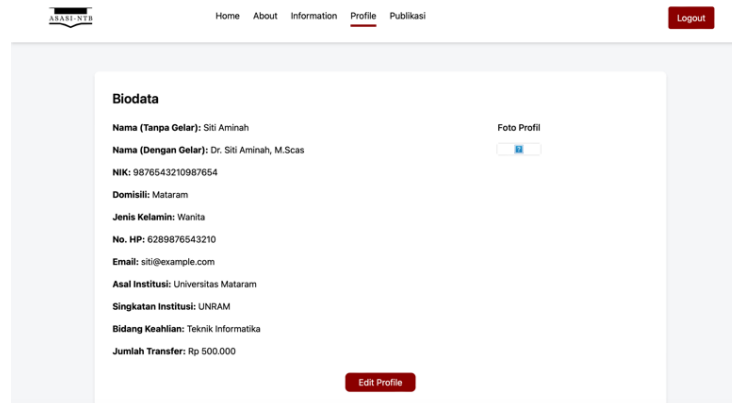 ASASI-NTB
Home About Information Profile Publikasi
Logout
Biodata
Nama (Tanpa Gelar): Siti Aminah
Foto Profil
Nama (Dengan Gelar): Dr. Siti Aminah, M.Scas
NIK: 9876543210987654
Domisili: Mataram
Jenis Kelamin: Wanita
No. HP: 6289876543210
Email: siti@example.com
Asal Institusi: Universitas Mataram
Singkatan Institusi: UNRAM
Bidang Keahlian: Teknik Informatika
Jumlah Transfer: Rp 500.000
Edit Profile